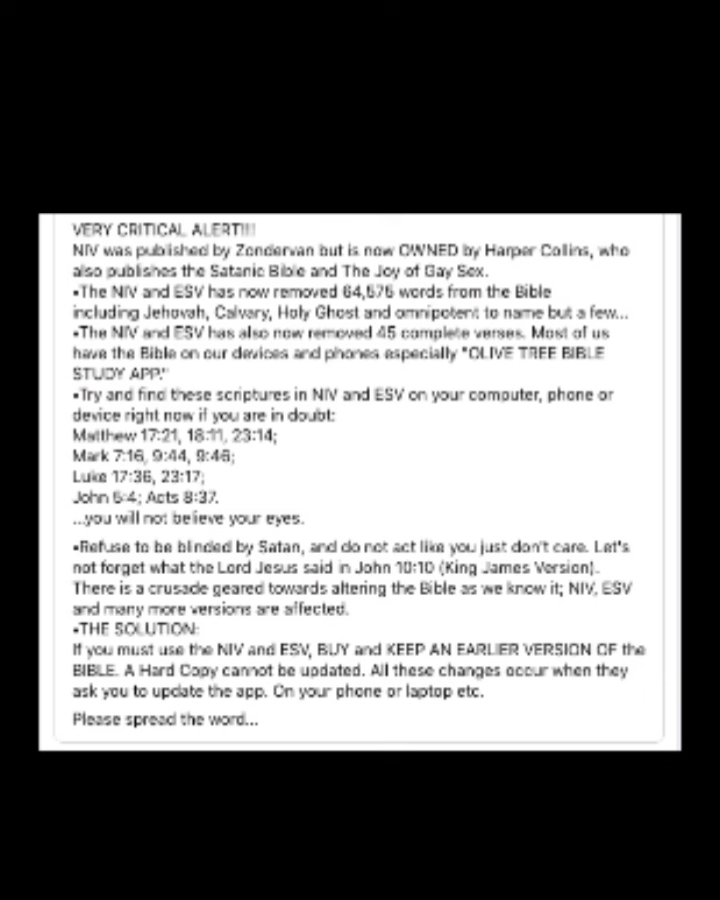 VERY CRITICAL ALERT!!!
NIV was published by Zondervan but is now OWNED by Harper Collins, who
also publishes the Satanic Bible and The Joy of Gay Sex.
•The NIV and ESV has now removed 64,575 words from the Bible
including Jehovah, Calvary, Holy Ghost and omnipotent to name but a few...
•The NIV and ESV has also now removed 45 complete verses. Most of us
have the Bible on our devices and phones especially "OLIVE TREE BIBLE
STUDY APP."
•Try and find these scriptures in NIV and ESV on your computer, phone or
device right now if you are in doubt:
Matthew 17:21, 18:11, 23:14;
Mark 7:16, 9:44, 9:46;
Luke 17:36, 23:17;
John 5:4; Acts 8:37.
...you will not believe your eyes.
•Refuse to be blinded by Satan, and do not act like you just don't care. Let's
not forget what the Lord Jesus said in John 10:10 (King James Version).
There is a crusade geared towards altering the Bible as we know it; NIV, ESV
and many more versions are affected.
•THE SOLUTION:
If you must use the NIV and ESV, BUY and KEEP AN EARLIER VERSION OF the
BIBLE. A Hard Copy cannot be updated. All these changes occur when they
ask you to update the app. On your phone or laptop etc.
Please spread the word...